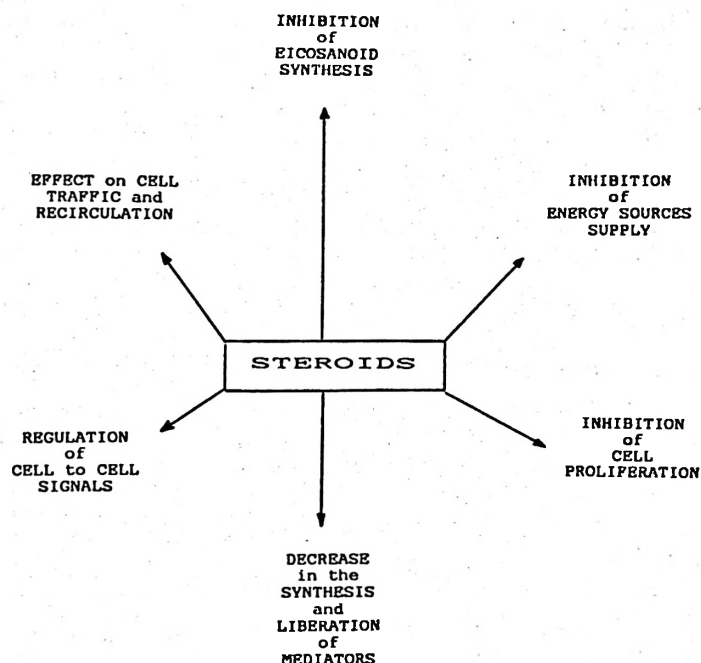 INHIBITION
of
EICOSANOID
SYNTHESIS
EFFECT on CELL
TRAFFIC and
RECIRCULATION
INHIBITION
of
ENERGY SOURCES
SUPPLY
STEROIDS
REGULATION
of
CELL to CELL
SIGNALS
INHIBITION
of
CELL
PROLIFERATION
DECREASE
in the
SYNTHESIS
and
LIBERATION
of
MEDIATORS